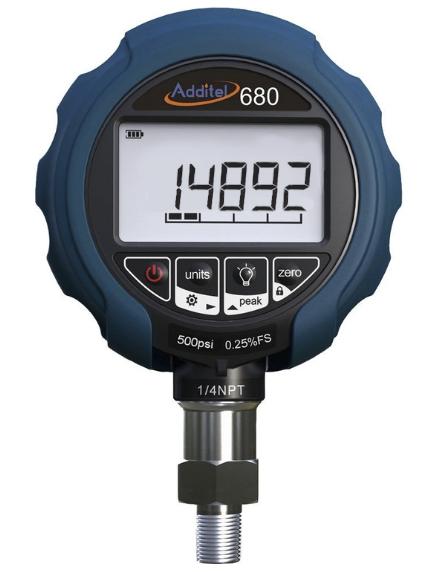 Additel 680
14892
units
zero
peak
500psi 0.25%FS
1/4NPT